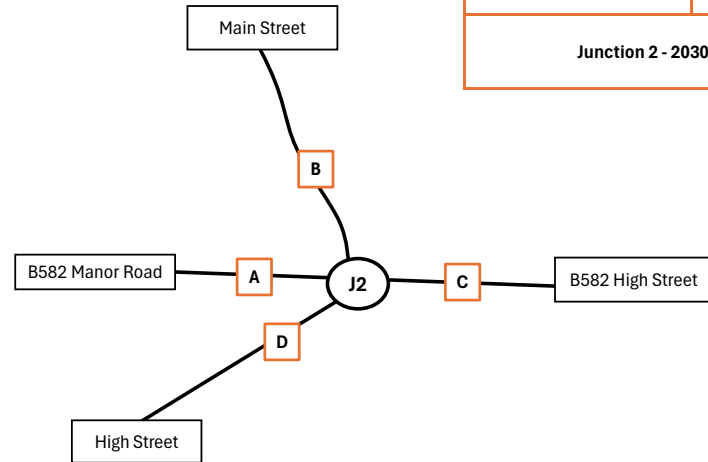 Main Street
Junction 2 - 2030
B
B582 Manor Road
A
J2
C
B582 High Street
D
High Street